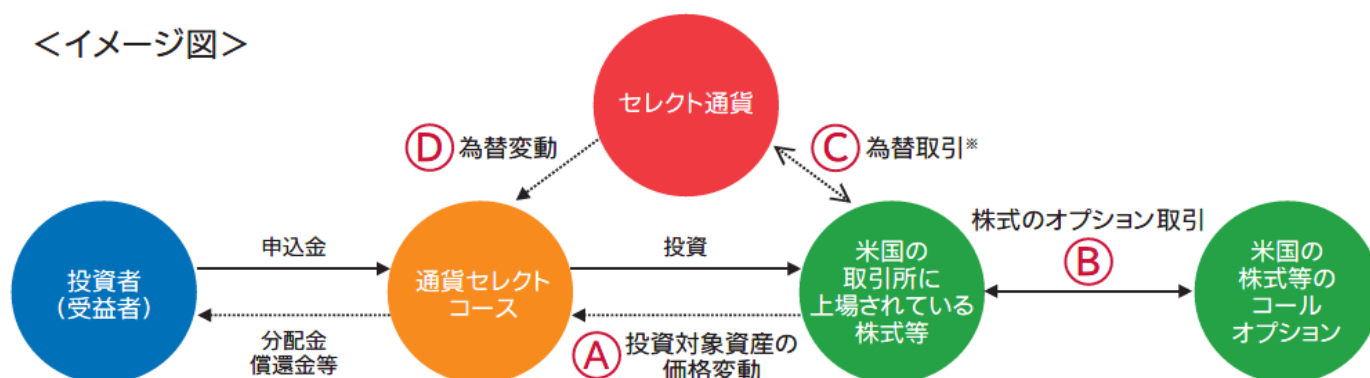 ＜イメージ図＞
セレクト通貨
D 為替変動
C 為替取引※
投資者
（受益者）
申込金
分配金
償還金等
通貨セレクト
コース
投資
A 投資対象資産の
価格変動
米国の
取引所に
上場されている
株式等
株式のオプション取引
B
米国の
株式等の
コール
オプション